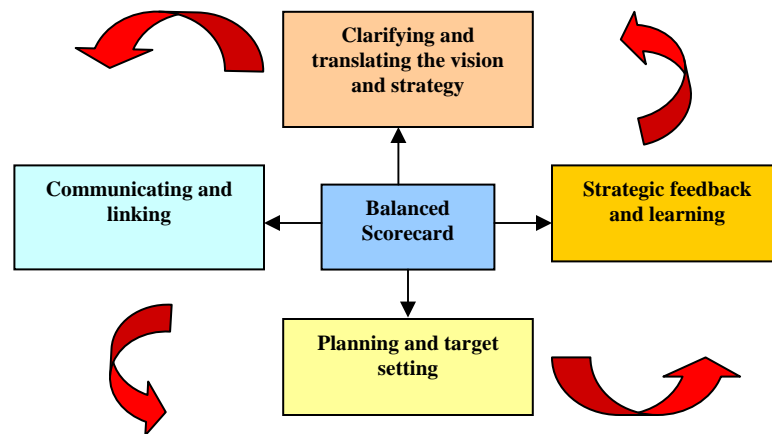 Clarifying and
translating the vision
and strategy
Communicating and
linking
Balanced
Scorecard
Strategic feedback
and learning
Planning and target
setting